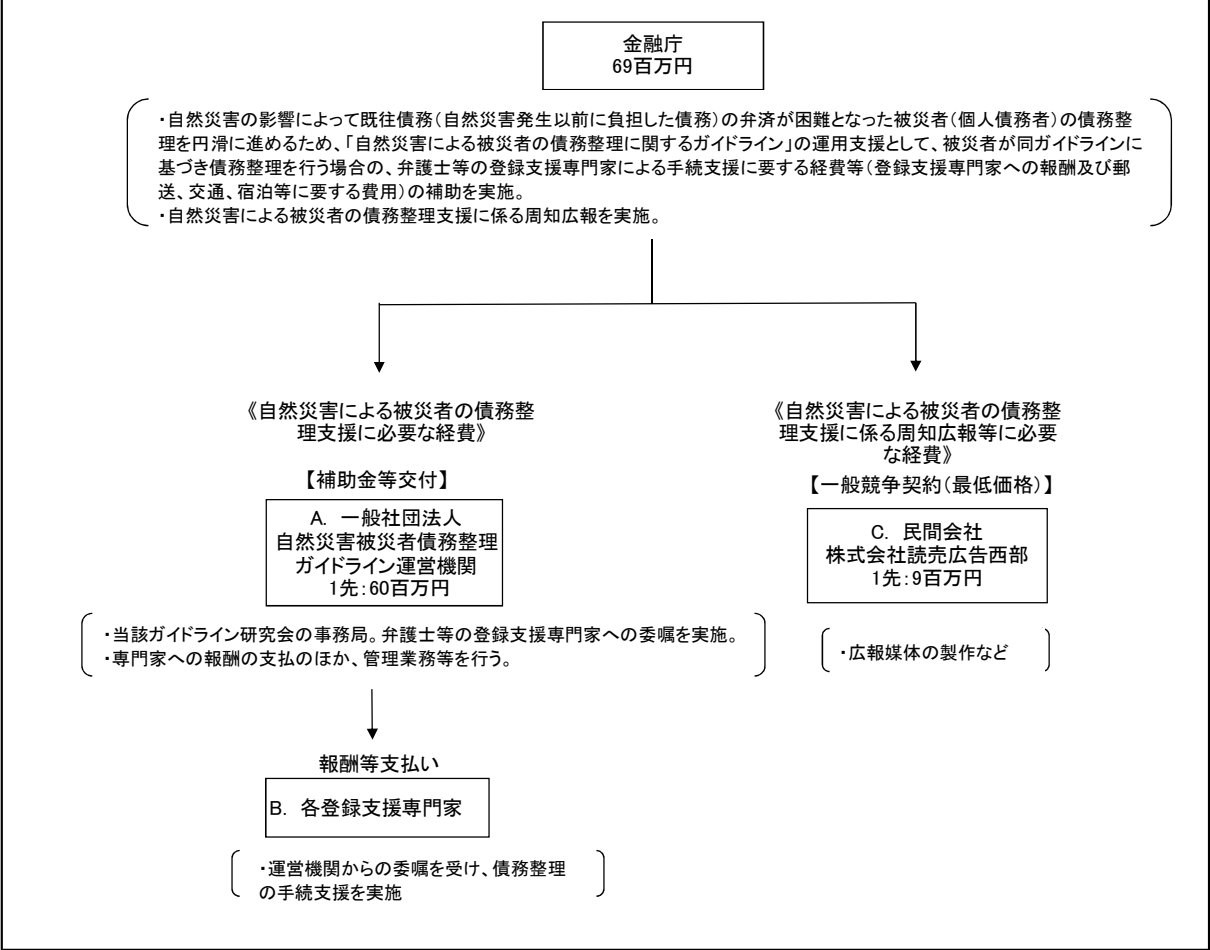 金融庁
69百万円
・自然災害の影響によって既往債務(自然災害発生以前に負担した債務)の弁済が困難となった被災者(個人債務者)の債務整
理を円滑に進めるため、「自然災害による被災者の債務整理に関するガイドライン」の運用支援として、被災者が同ガイドラインに
基づき債務整理を行う場合の、弁護士等の登録支援専門家による手続支援に要する経費等(登録支援専門家への報酬及び郵
送、交通、宿泊等に要する費用)の補助を実施。
・自然災害による被災者の債務整理支援に係る周知広報を実施。
《自然災害による被災者の債務整
理支援に必要な経費》
【補助金等交付】
A. 一般社団法人
自然災害被災者債務整理
ガイドライン運営機関
1先:60百万円
・当該ガイドライン研究会の事務局。弁護士等の登録支援専門家への委嘱を実施。
・専門家への報酬の支払のほか、管理業務等を行う。
報酬等支払い
B. 各登録支援専門家
・運営機関からの委嘱を受け、債務整理
の手続支援を実施
《自然災害による被災者の債務整
理支援に係る周知広報等に必要
な経費》
【一般競争契約(最低価格)】
C. 民間会社
株式会社読売広告西部
1先:9百万円
・広報媒体の製作など